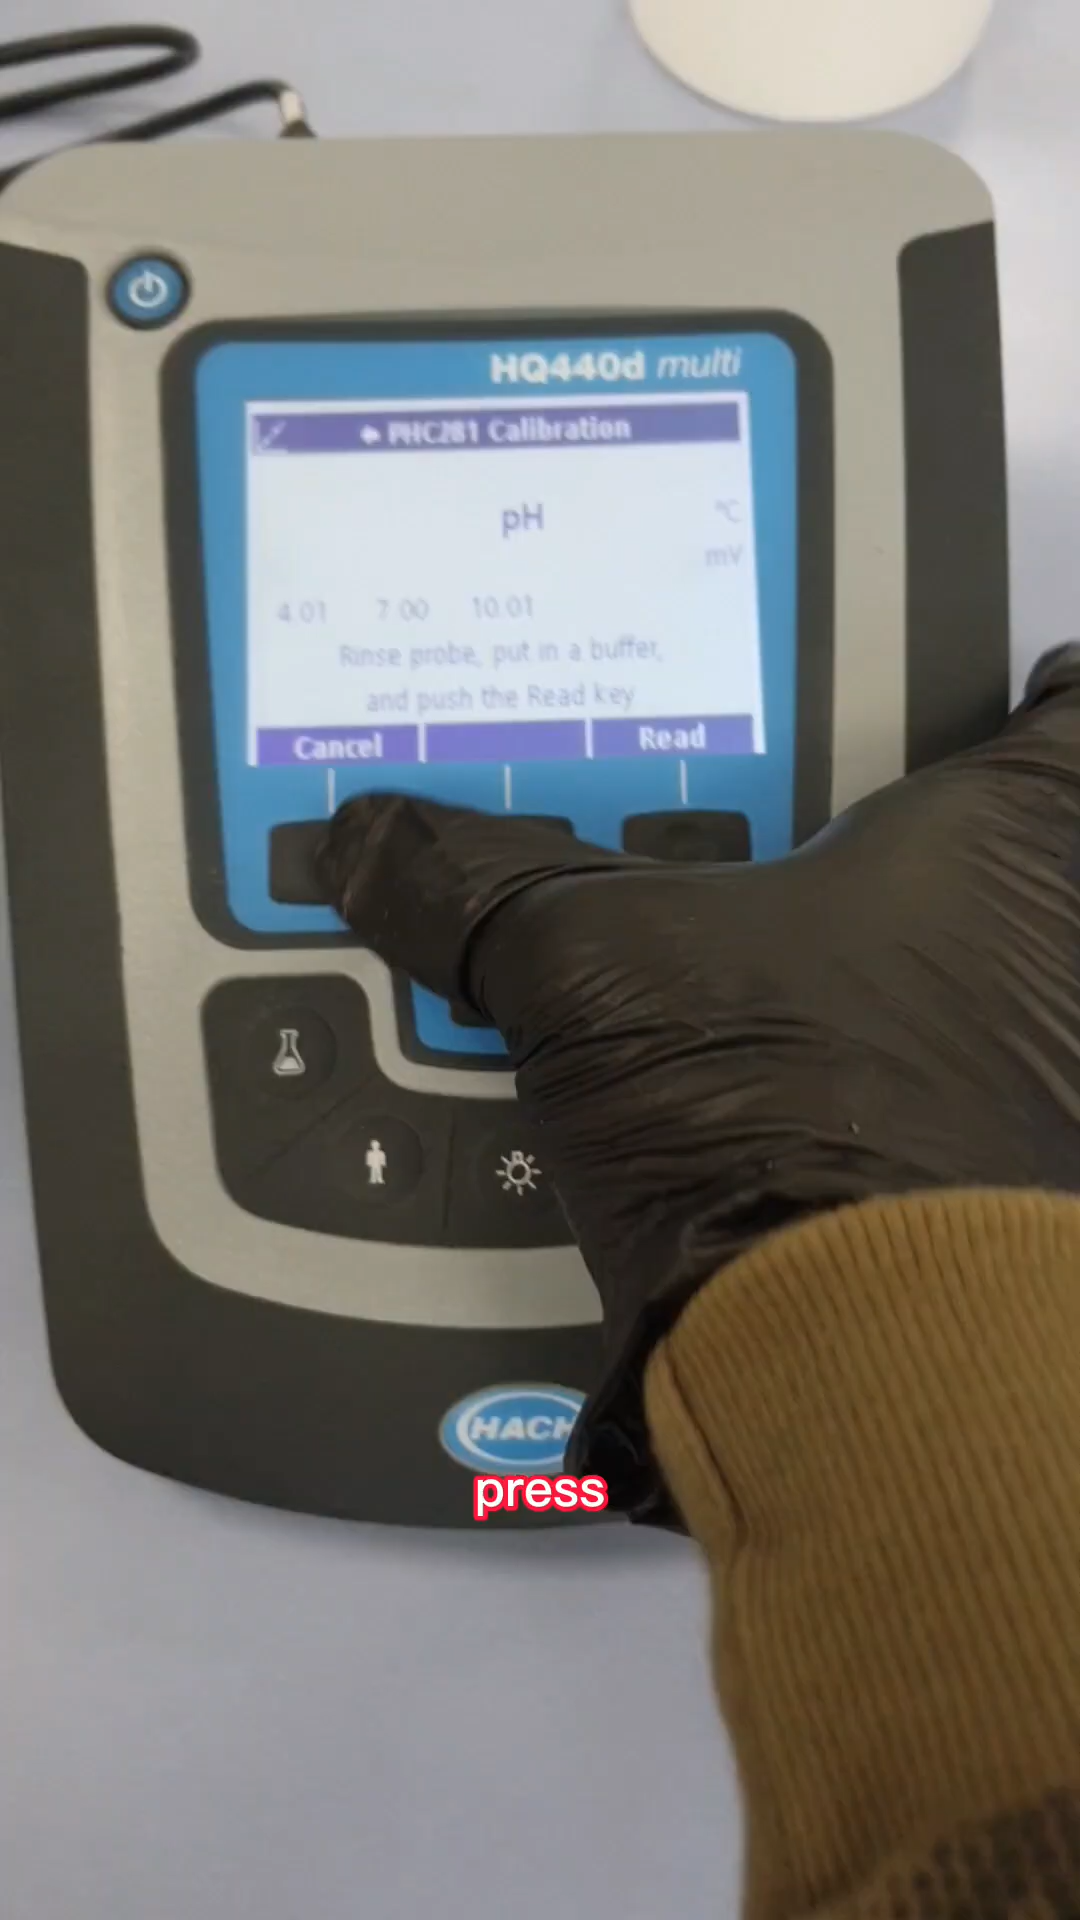 HQ440d multi
PHC281 Calibration
pH
°C
mV
4.01 7.00 10.01
Rinse probe, put in a buffer,
and push the Read key
Cancel Read
HACH
press